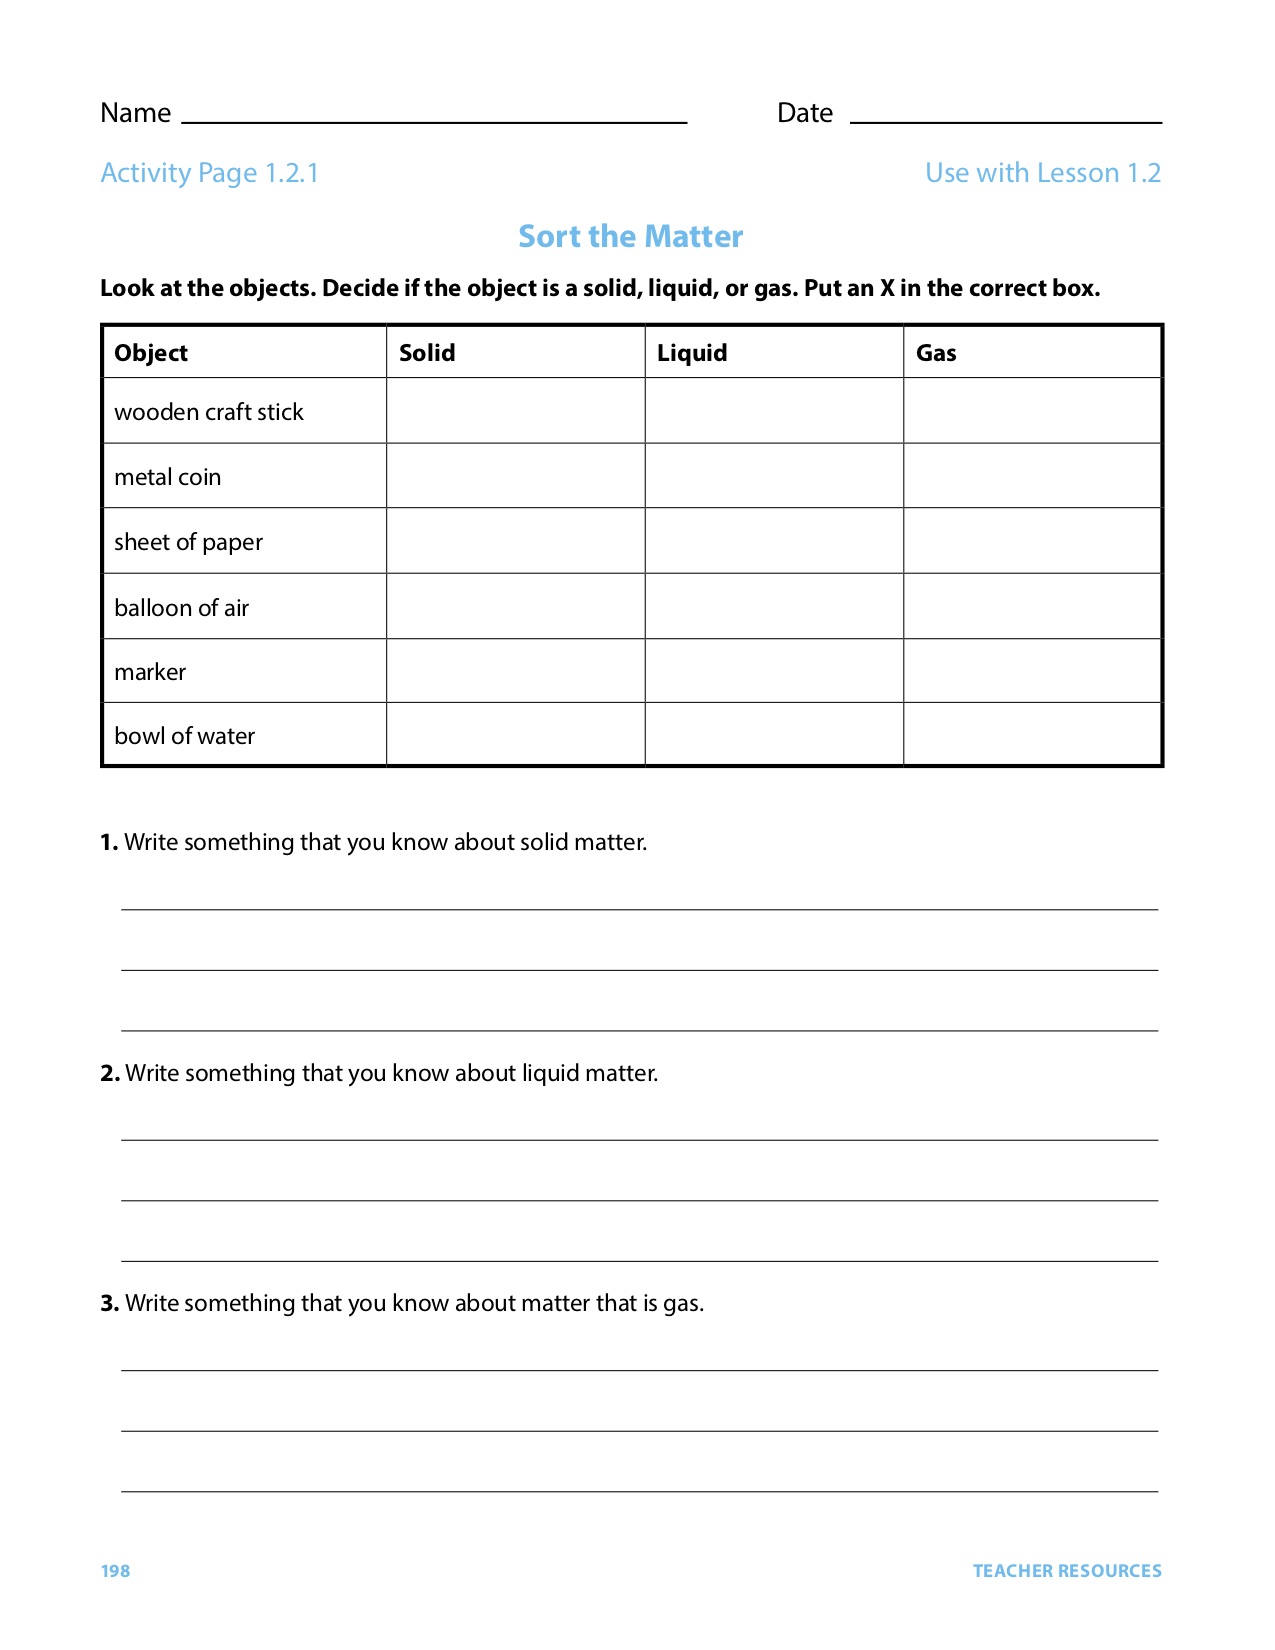 Name Date
Activity Page 1.2.1 Use with Lesson 1.2
Sort the Matter
Look at the objects. Decide if the object is a solid, liquid, or gas. Put an X in the correct box.
Object Solid Liquid Gas
wooden craft stick
metal coin
sheet of paper
balloon of air
marker
bowl of water
1. Write something that you know about solid matter.
2. Write something that you know about liquid matter.
3. Write something that you know about matter that is gas.
198 TEACHER RESOURCES